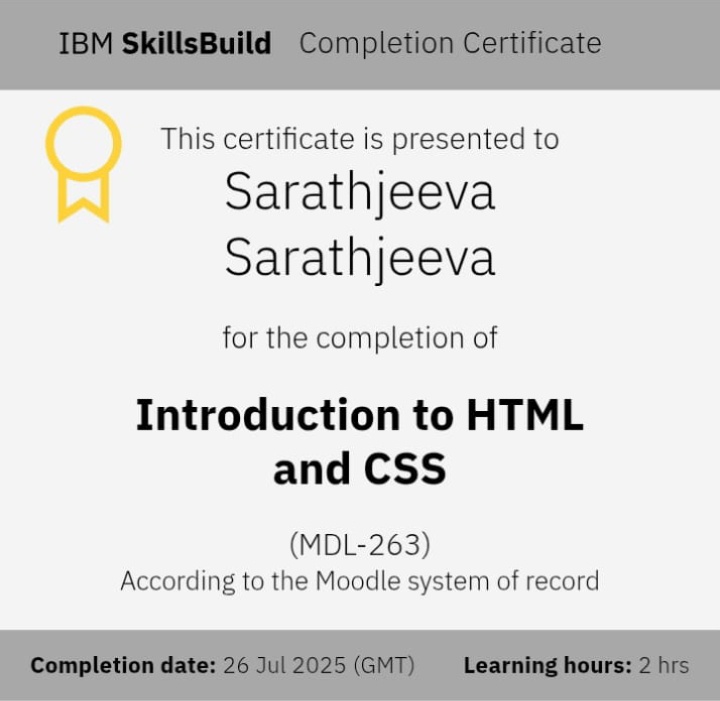 IBM SkillsBuild Completion Certificate
This certificate is presented to
Sarathjeeva
Sarathjeeva
for the completion of
Introduction to HTML
and CSS
(MDL-263)
According to the Moodle system of record
Completion date: 26 Jul 2025 (GMT) Learning hours: 2 hrs